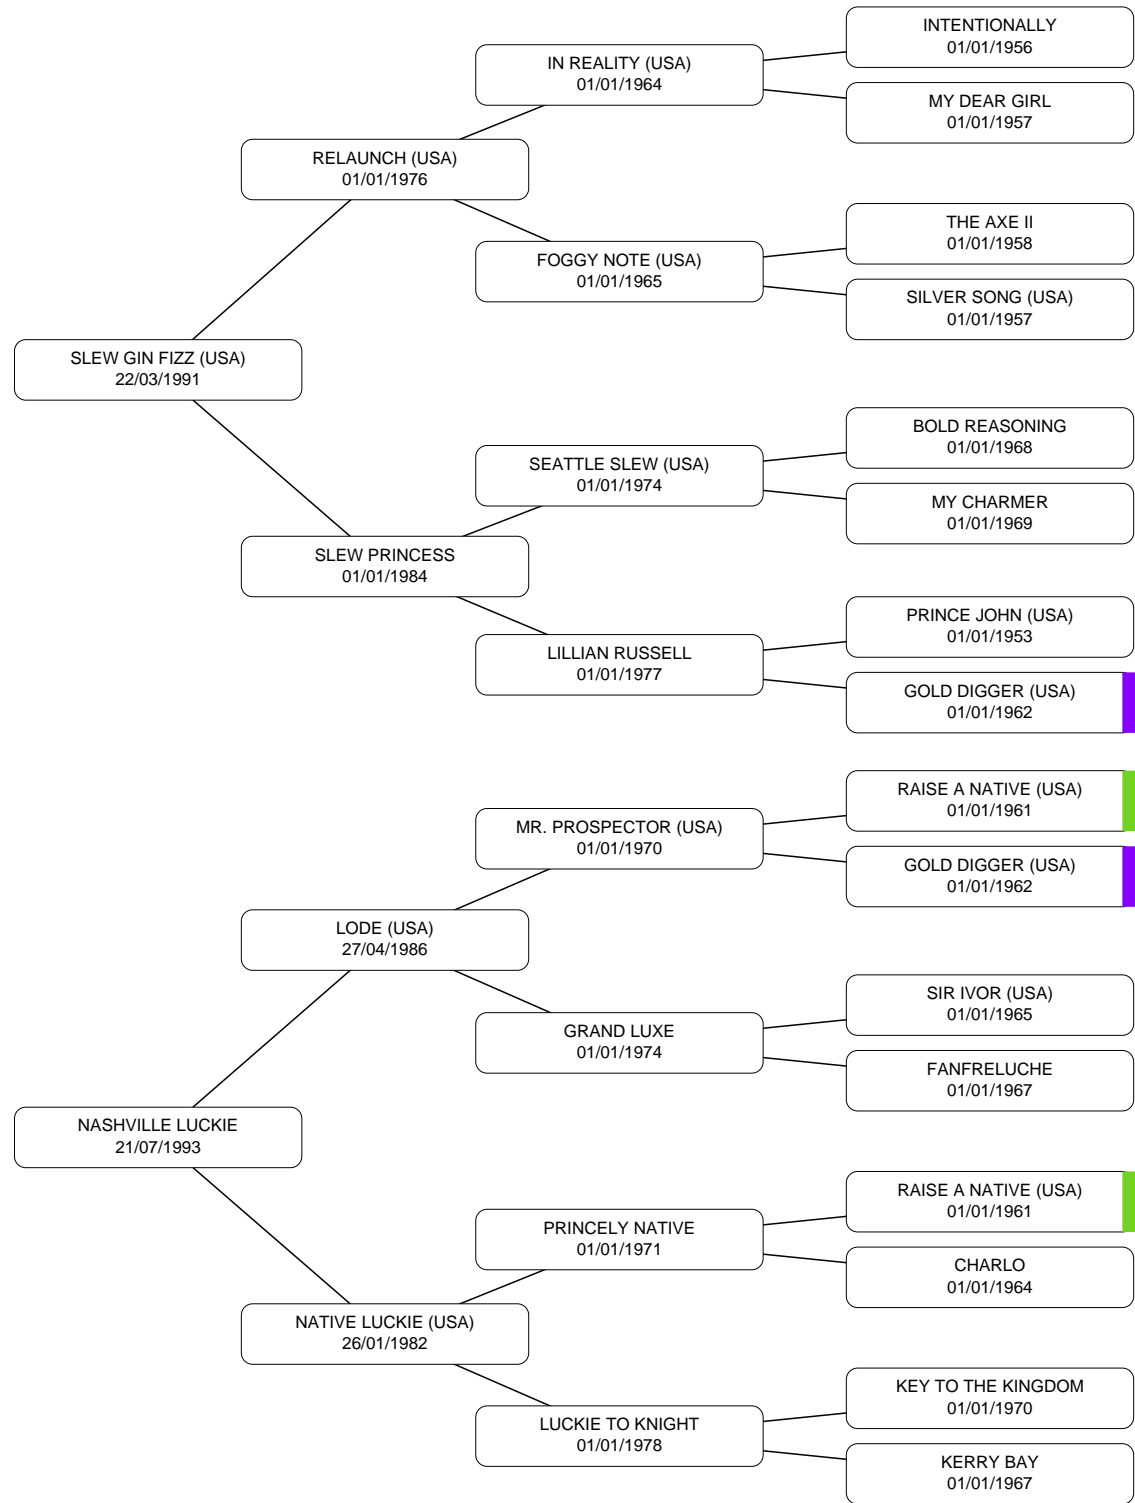 INTENTIONALLY
01/01/1956
IN REALITY (USA)
01/01/1964
MY DEAR GIRL
01/01/1957
RELAUNCH (USA)
01/01/1976
THE AXE II
01/01/1958
FOGGY NOTE (USA)
01/01/1965
SILVER SONG (USA)
01/01/1957
SLEW GIN FIZZ (USA)
22/03/1991
BOLD REASONING
01/01/1968
SEATTLE SLEW (USA)
01/01/1974
MY CHARMER
01/01/1969
SLEW PRINCESS
01/01/1984
PRINCE JOHN (USA)
01/01/1953
LILLIAN RUSSELL
01/01/1977
GOLD DIGGER (USA)
01/01/1962
RAISE A NATIVE (USA)
01/01/1961
MR. PROSPECTOR (USA)
01/01/1970
GOLD DIGGER (USA)
01/01/1962
LODE (USA)
27/04/1986
SIR IVOR (USA)
01/01/1965
GRAND LUXE
01/01/1974
FANFRELUCHE
01/01/1967
NASHVILLE LUCKIE
21/07/1993
RAISE A NATIVE (USA)
01/01/1961
PRINCELY NATIVE
01/01/1971
CHARLO
01/01/1964
NATIVE LUCKIE (USA)
26/01/1982
KEY TO THE KINGDOM
01/01/1970
LUCKIE TO KNIGHT
01/01/1978
KERRY BAY
01/01/1967